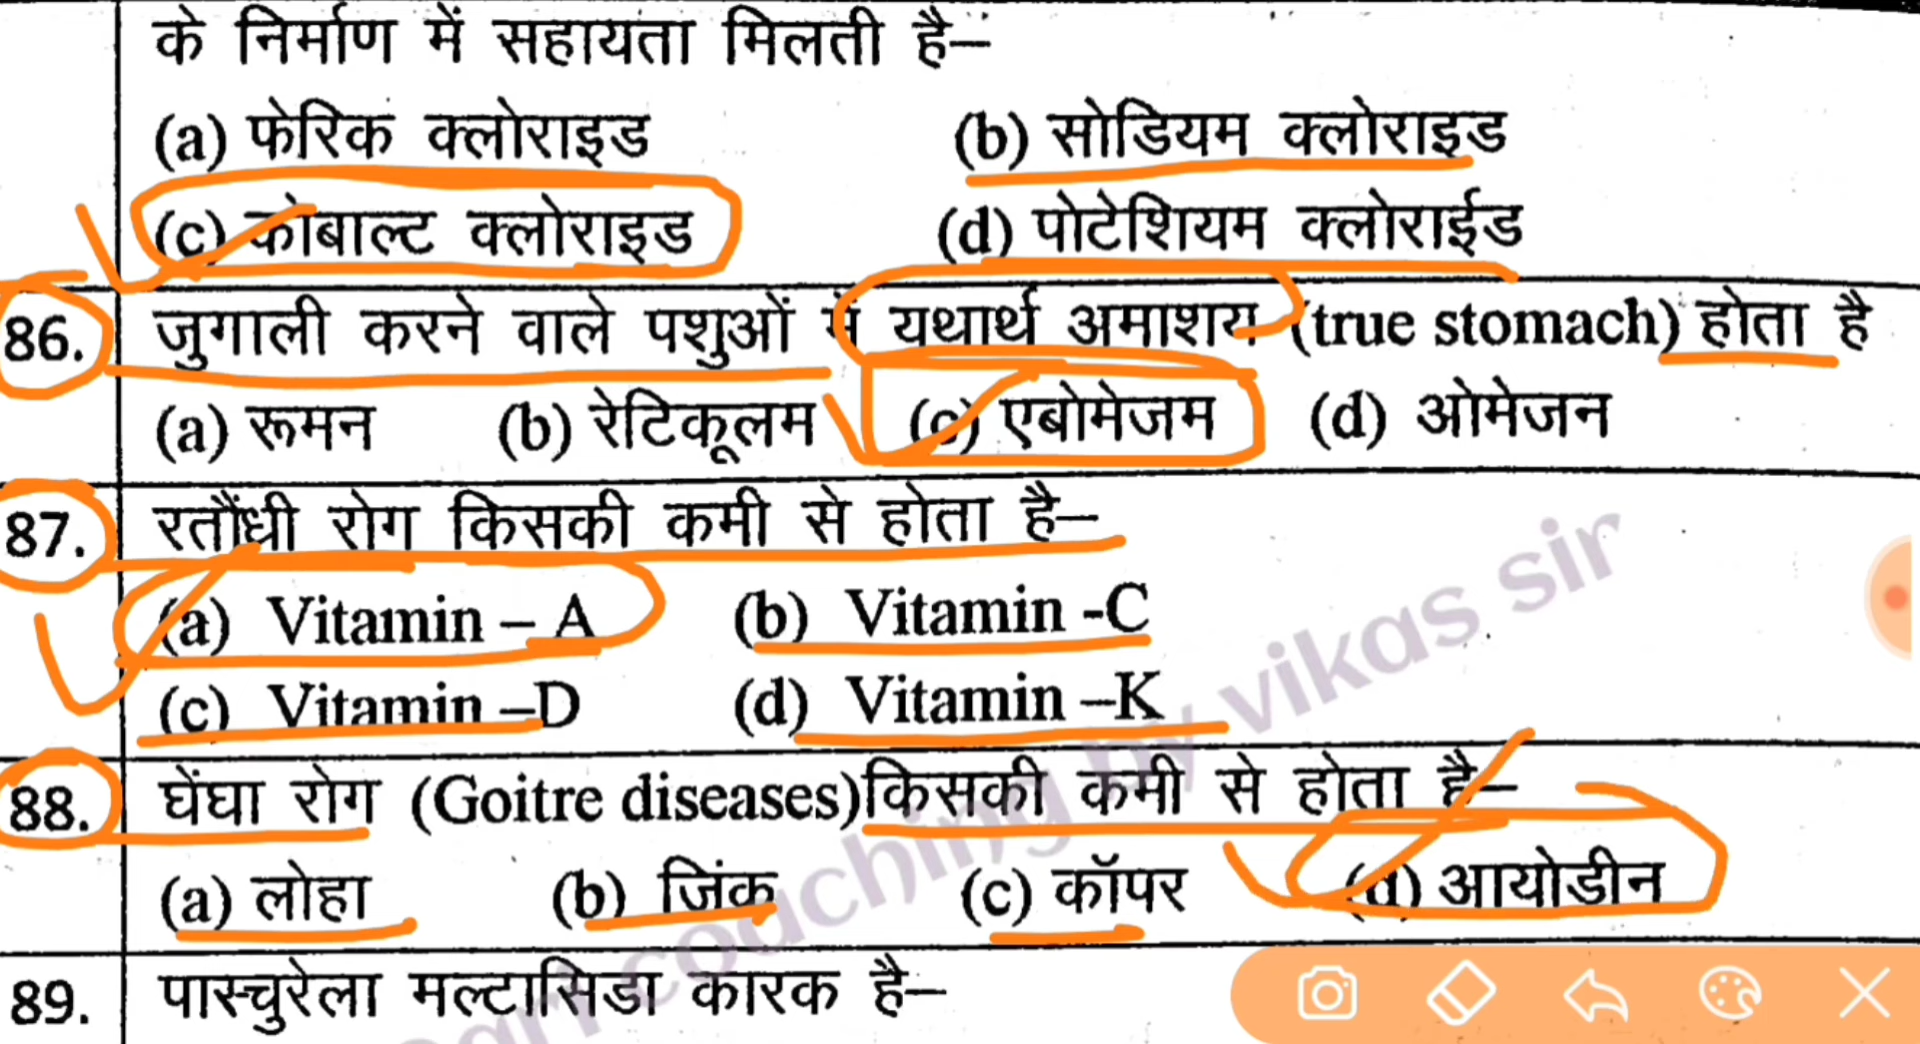 के निर्माण में सहायता मिलती है–
(a) फेरिक क्लोराइड (b) सोडियम क्लोराइड
(c) कोबाल्ट क्लोराइड (d) पोटेशियम क्लोराईड
86. जुगाली करने वाले पशुओं में यथार्थ अमाशय (true stomach) होता है
(a) रूमन (b) रेटिकूलम (c) एबोमेजम (d) ओमेजन
87. रतौंधी रोग किसकी कमी से होता है–
(a) Vitamin – A (b) Vitamin -C
(c) Vitamin –D (d) Vitamin –K
88. घेंघा रोग (Goitre diseases)किसकी कमी से होता है–
(a) लोहा (b) जिंक (c) कॉपर (d) आयोडीन
89. पास्चुरेला मल्टासिडा कारक है–
coaching by vikas sir